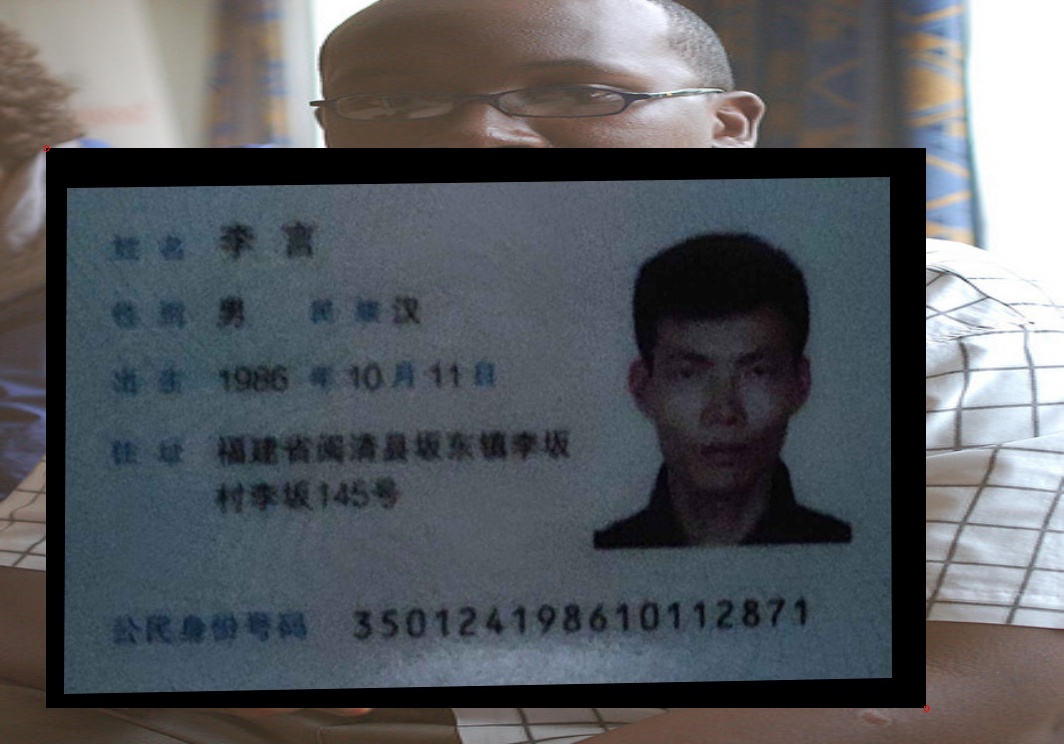 姓名 李言
性别 男 民族 汉
出生 1986 年 10 月 11 日
住址 福建省闽清县坂东镇李坂
村李坂145号
公民身份号码 350124198610112871